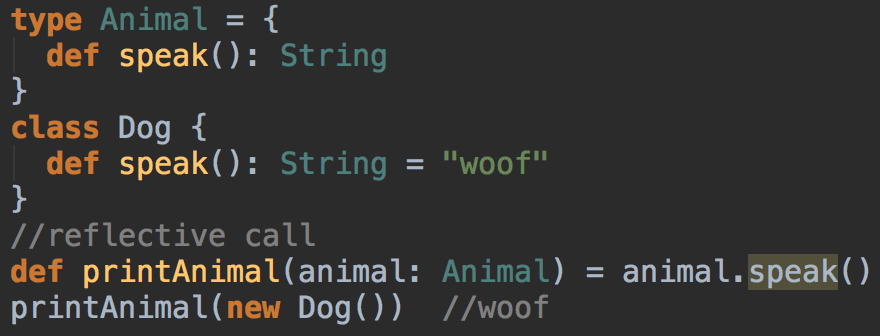 type Animal = {
  def speak(): String
}
class Dog {
  def speak(): String = "woof"
}
//reflective call
def printAnimal(animal: Animal) = animal.speak()
printAnimal(new Dog())  //woof